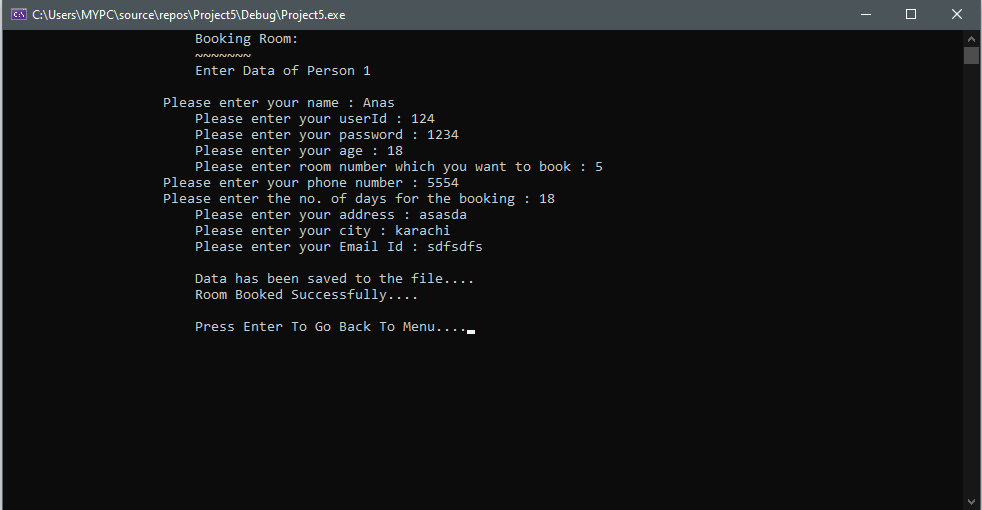 C:\Users\MYPC\source\repos\Project5\Debug\Project5.exe
Booking Room:
~~~~~~~
Enter Data of Person 1
Please enter your name : Anas
Please enter your userId : 124
Please enter your password : 1234
Please enter your age : 18
Please enter room number which you want to book : 5
Please enter your phone number : 5554
Please enter the no. of days for the booking : 18
Please enter your address : asasda
Please enter your city : karachi
Please enter your Email Id : sdfsdfs
Data has been saved to the file....
Room Booked Successfully....
Press Enter To Go Back To Menu....